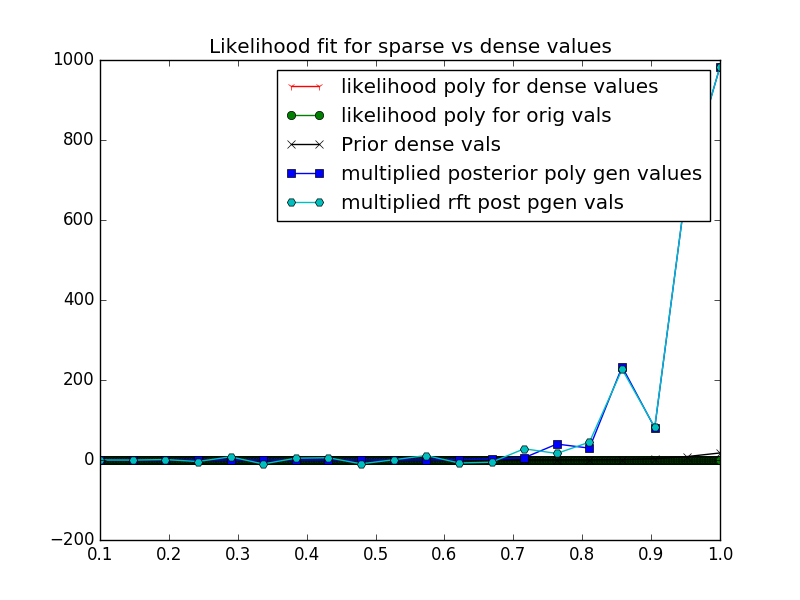 Likelihood fit for sparse vs dense values
1000
likelihood poly for dense values
likelihood poly for orig vals
Prior dense vals
multiplied posterior poly gen values
multiplied rft post pgen vals
800
600
400
200
0
−200
0.1 0.2 0.3 0.4 0.5 0.6 0.7 0.8 0.9 1.0